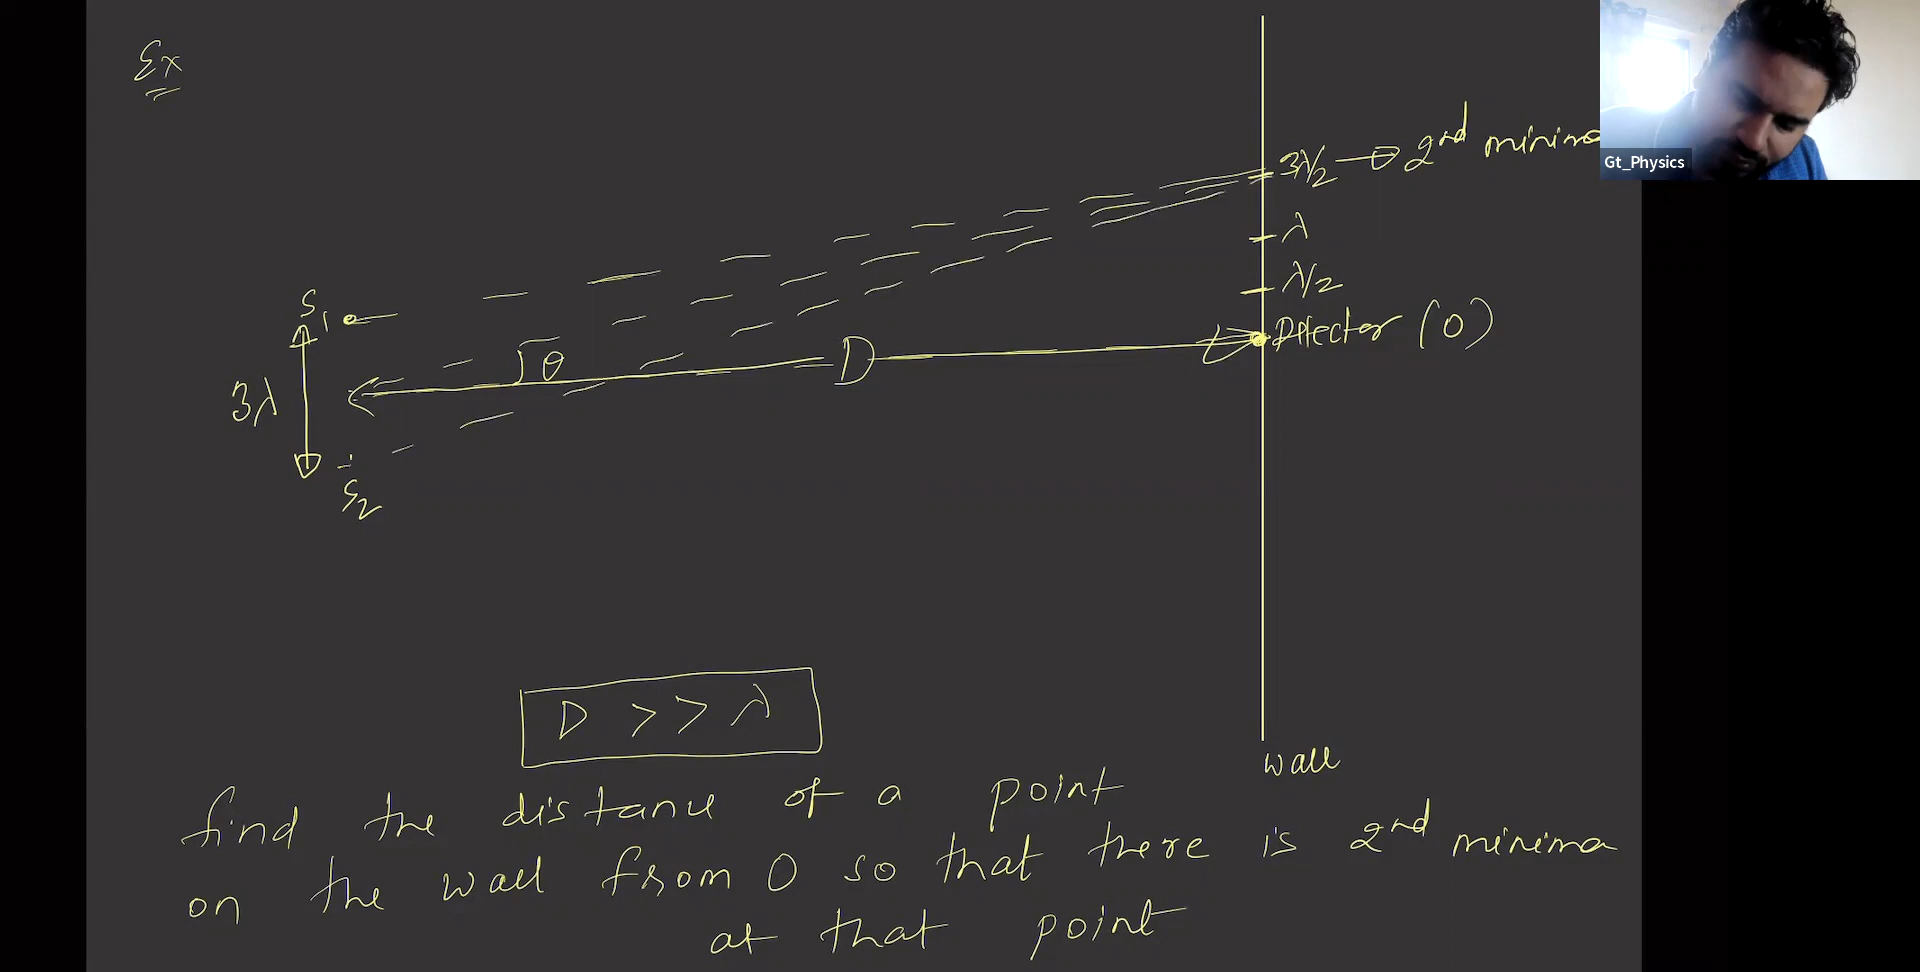 Ex
3λ/2 → 2nd minima
Gt_Physics
λ
λ/2
S1
θ
D
Detector (O)
3λ
S2
D >> λ
wall
find the distance of a point
on the wall from O so that there is 2nd minima
at that point